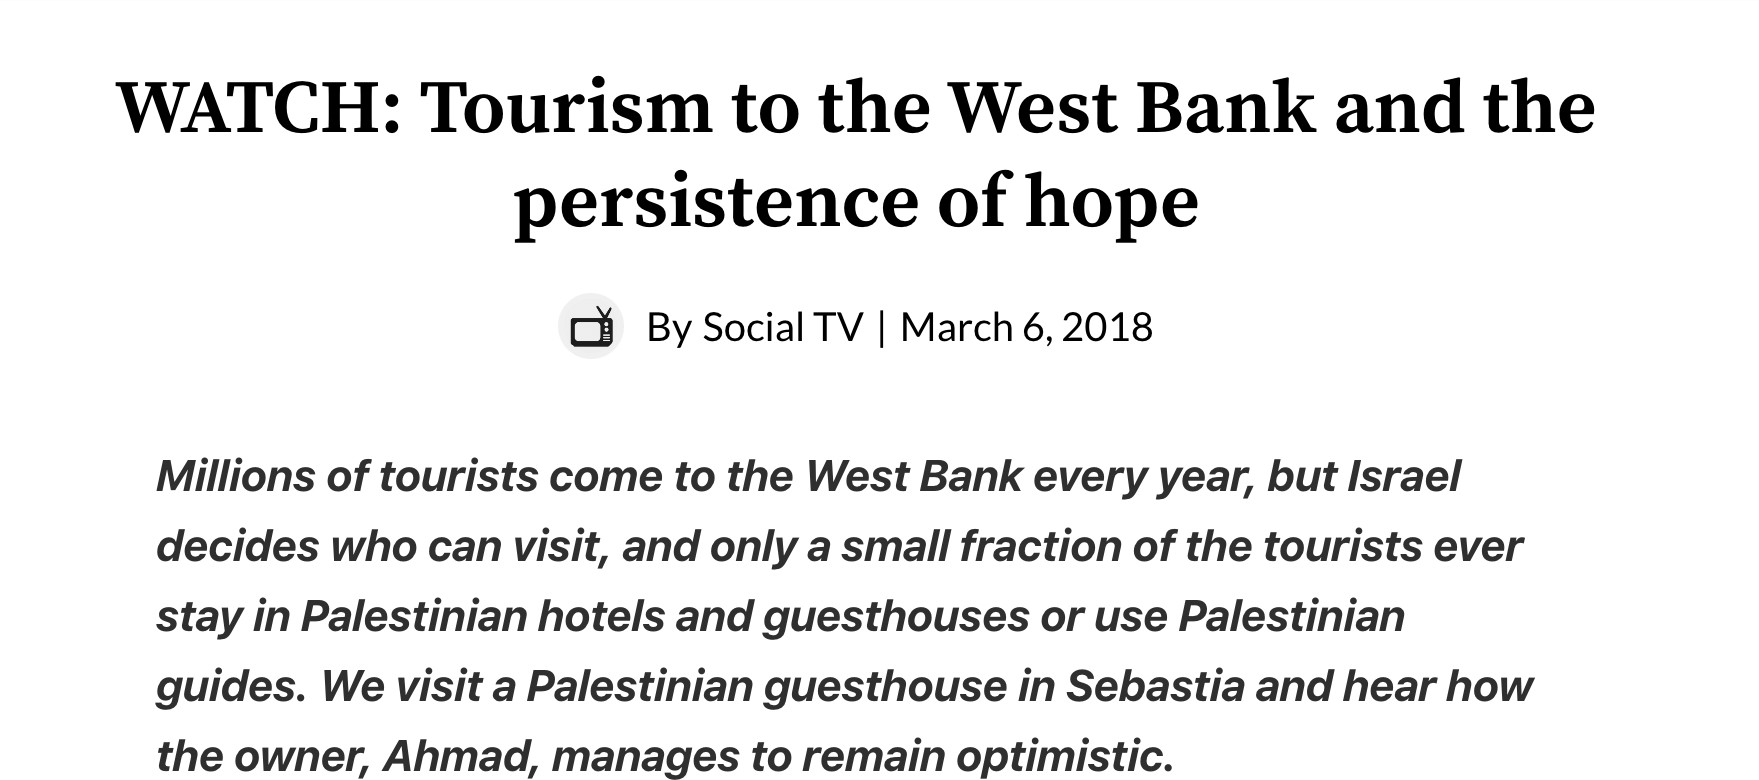 WATCH: Tourism to the West Bank and the
persistence of hope
By Social TV | March 6, 2018
Millions of tourists come to the West Bank every year, but Israel
decides who can visit, and only a small fraction of the tourists ever
stay in Palestinian hotels and guesthouses or use Palestinian
guides. We visit a Palestinian guesthouse in Sebastia and hear how
the owner, Ahmad, manages to remain optimistic.